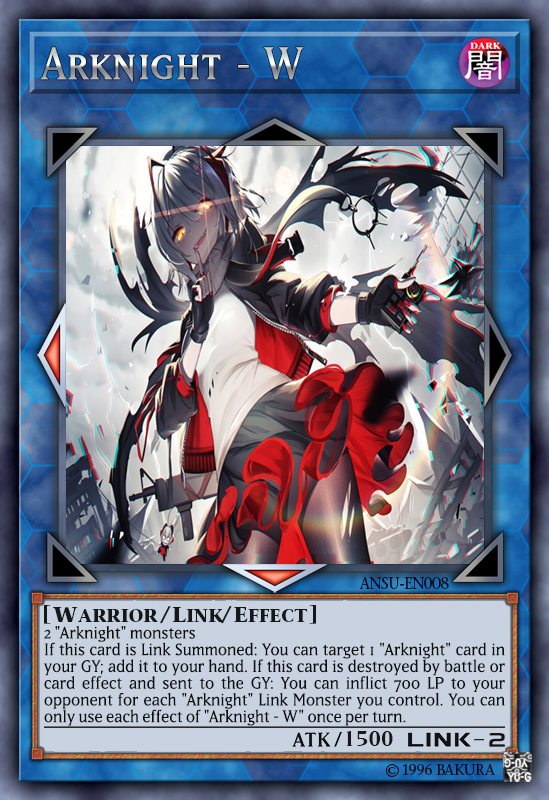 ARKNIGHT - W
DARK
闇
ANSU-EN008
[WARRIOR/LINK/EFFECT]
2 "Arknight" monsters
If this card is Link Summoned: You can target 1 "Arknight" card in
your GY; add it to your hand. If this card is destroyed by battle or
card effect and sent to the GY: You can inflict 700 LP to your
opponent for each "Arknight" Link Monster you control. You can
only use each effect of "Arknight - W" once per turn.
ATK/1500 LINK-2
©1996 BAKURA